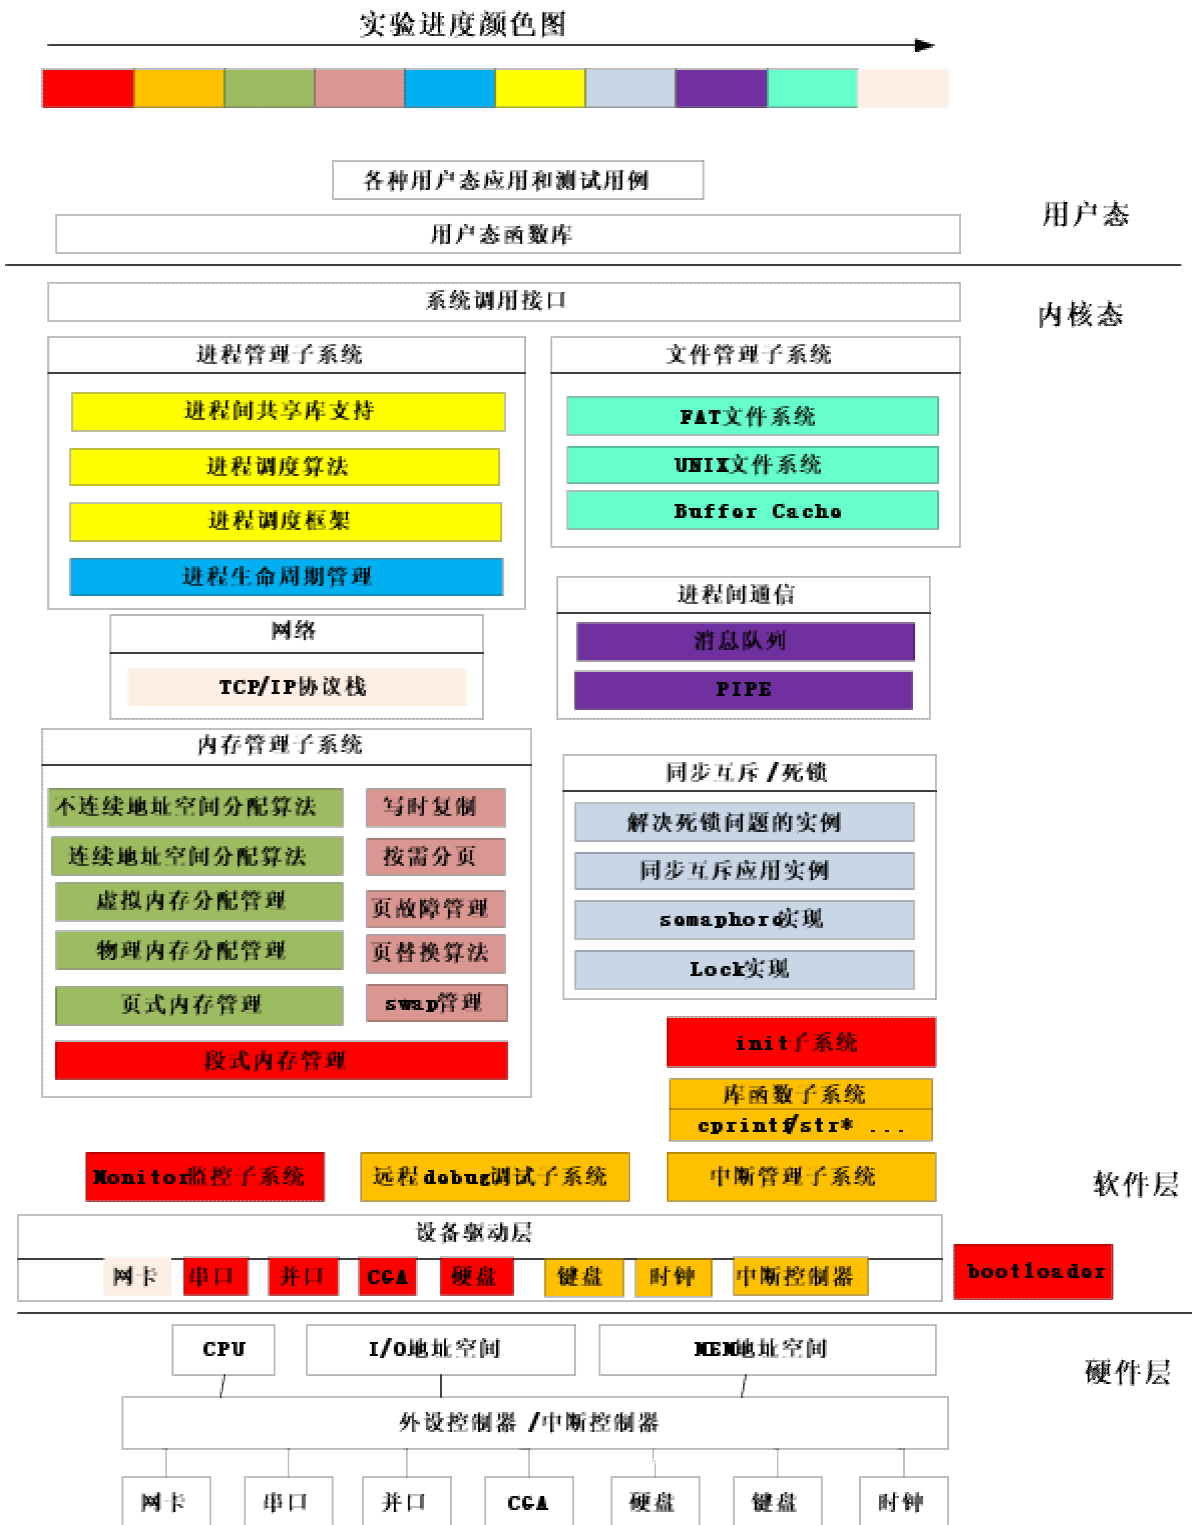 实验进度颜色图
各种用户态应用和测试用例
用户态
用户态函数库
系统调用接口
内核态
进程管理子系统
进程间共享库支持
进程调度算法
进程调度框架
进程生命周期管理
文件管理子系统
FAT文件系统
UNIX文件系统
Buffer Cache
网络
TCP/IP协议栈
进程间通信
消息队列
PIPE
内存管理子系统
不连续地址空间分配算法
写时复制
连续地址空间分配算法
按需分页
虚拟内存分配管理
页故障管理
物理内存分配管理
页替换算法
页式内存管理
swap管理
段式内存管理
同步互斥/死锁
解决死锁问题的实例
同步互斥应用实例
semaphore实现
Lock实现
init子系统
库函数子系统
cprintf/str* ...
Monitor监控子系统
远程debug调试子系统
中断管理子系统
软件层
设备驱动层
网卡
串口
并口
CGA
硬盘
键盘
时钟
中断控制器
bootloader
CPU
I/O地址空间
MEM地址空间
硬件层
外设控制器/中断控制器
网卡
串口
并口
CGA
硬盘
键盘
时钟